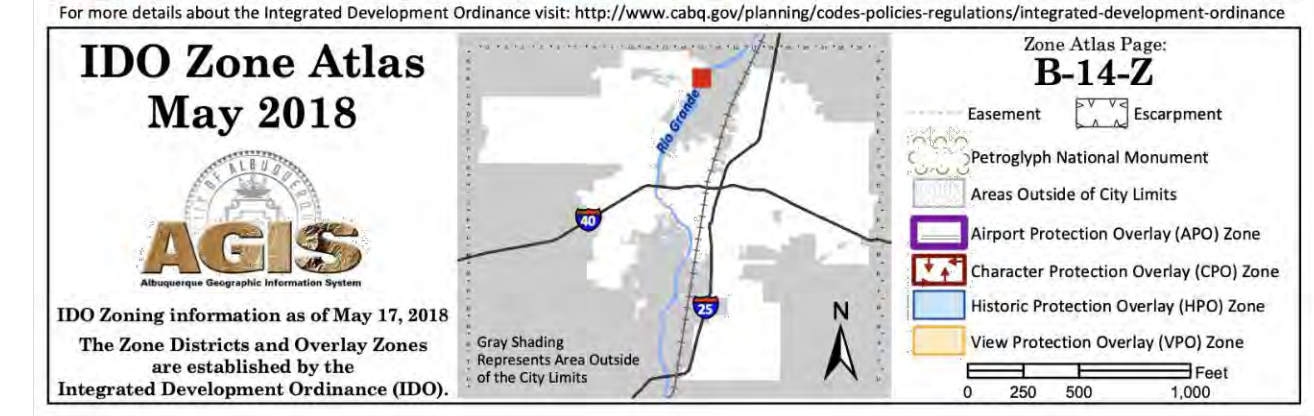 For more details about the Integrated Development Ordinance visit: http://www.cabq.gov/planning/codes-policies-regulations/integrated-development-ordinance
IDO Zone Atlas
May 2018
AGIS
Albuquerque Geographic Information System
IDO Zoning information as of May 17, 2018
The Zone Districts and Overlay Zones
are established by the
Integrated Development Ordinance (IDO).
Rio Grande
40
25
Gray Shading
Represents Area Outside
of the City Limits
N
Zone Atlas Page:
B-14-Z
Easement
Escarpment
Petroglyph National Monument
Areas Outside of City Limits
Airport Protection Overlay (APO) Zone
Character Protection Overlay (CPO) Zone
Historic Protection Overlay (HPO) Zone
View Protection Overlay (VPO) Zone
Feet
0 250 500 1,000